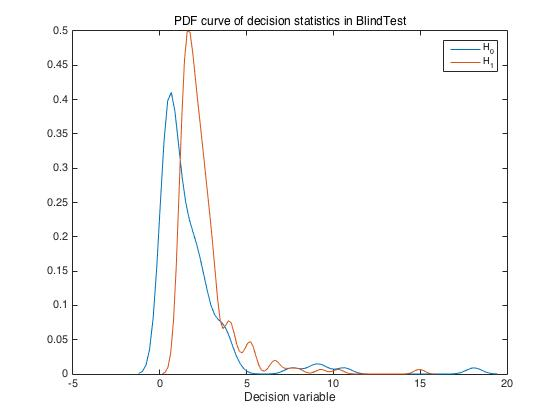 PDF curve of decision statistics in BlindTest
H0
H1
0.5
0.45
0.4
0.35
0.3
0.25
0.2
0.15
0.1
0.05
0
-5 0 5 10 15 20
Decision variable